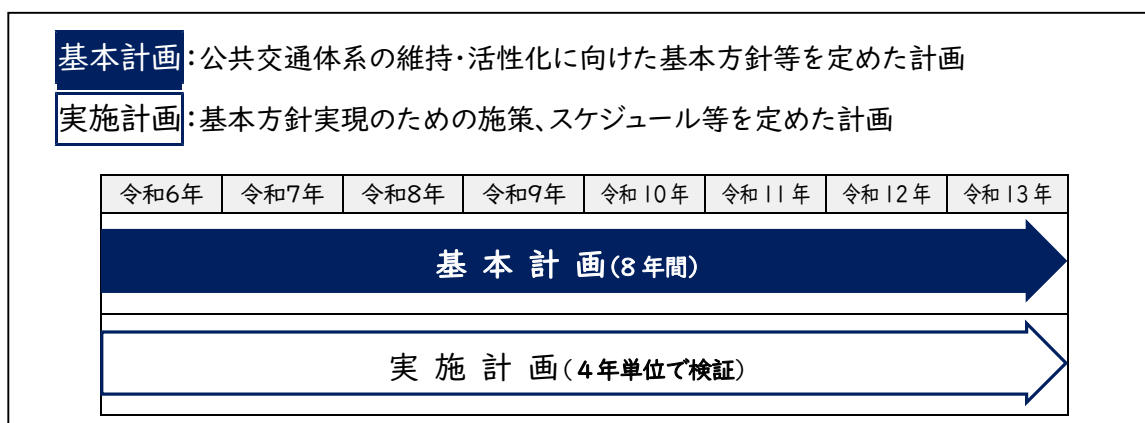 基本計画:公共交通体系の維持・活性化に向けた基本方針等を定めた計画
実施計画:基本方針実現のための施策、スケジュール等を定めた計画
令和6年 令和7年 令和8年 令和9年 令和10年 令和11年 令和12年 令和13年
基本計画(8年間)
実施計画(4年単位で検証)